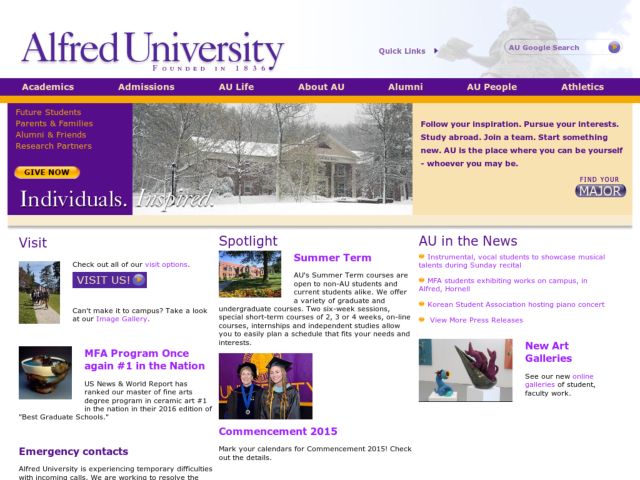 Alfred University
FOUNDED IN 1836
Quick Links
AU Google Search
Academics
Admissions
AU Life
About AU
Alumni
AU People
Athletics
Future Students
Parents & Families
Alumni & Friends
Research Partners
GIVE NOW
Individuals. Inspired.
Follow your inspiration. Pursue your interests.
Study abroad. Join a team. Start something
new. AU is the place where you can be yourself
- whoever you may be.
FIND YOUR
MAJOR
Visit
Check out all of our visit options.
VISIT US!
Can't make it to campus? Take a look
at our Image Gallery.
MFA Program Once
again #1 in the Nation
US News & World Report has
ranked our master of fine arts
degree program in ceramic art #1
in the nation in their 2016 edition of
"Best Graduate Schools."
Emergency contacts
Alfred University is experiencing temporary difficulties
with incoming calls. We are working to resolve the
Spotlight
Summer Term
AU's Summer Term courses are
open to non-AU students and
current students alike. We offer
a variety of graduate and
undergraduate courses. Two six-week sessions,
special short-term courses of 2, 3 or 4 weeks, on-line
courses, internships and independent studies allow
you to easily plan a schedule that fits your needs and
interests.
Commencement 2015
Mark your calendars for Commencement 2015! Check
out the details.
AU in the News
Instrumental, vocal students to showcase musical
talents during Sunday recital
MFA students exhibiting works on campus, in
Alfred, Hornell
Korean Student Association hosting piano concert
View More Press Releases
New Art
Galleries
See our new online
galleries of student,
faculty work.